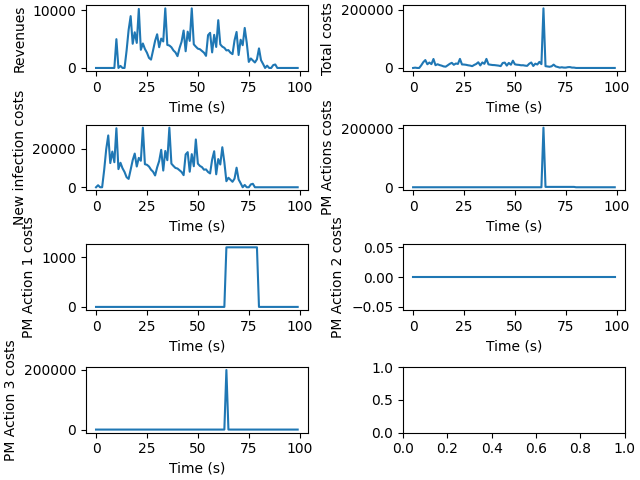 Revenues
10000
0
0 25 50 75 100
Time (s)
Total costs
200000
0
0 25 50 75 100
Time (s)
New infection costs
20000
0
0 25 50 75 100
Time (s)
PM Actions costs
200000
0
0 25 50 75 100
Time (s)
PM Action 1 costs
1000
0
0 25 50 75 100
Time (s)
PM Action 2 costs
0.05
0.00
−0.05
0 25 50 75 100
Time (s)
PM Action 3 costs
200000
0
0 25 50 75 100
Time (s)
1.0
0.5
0.0
0.0 0.2 0.4 0.6 0.8 1.0